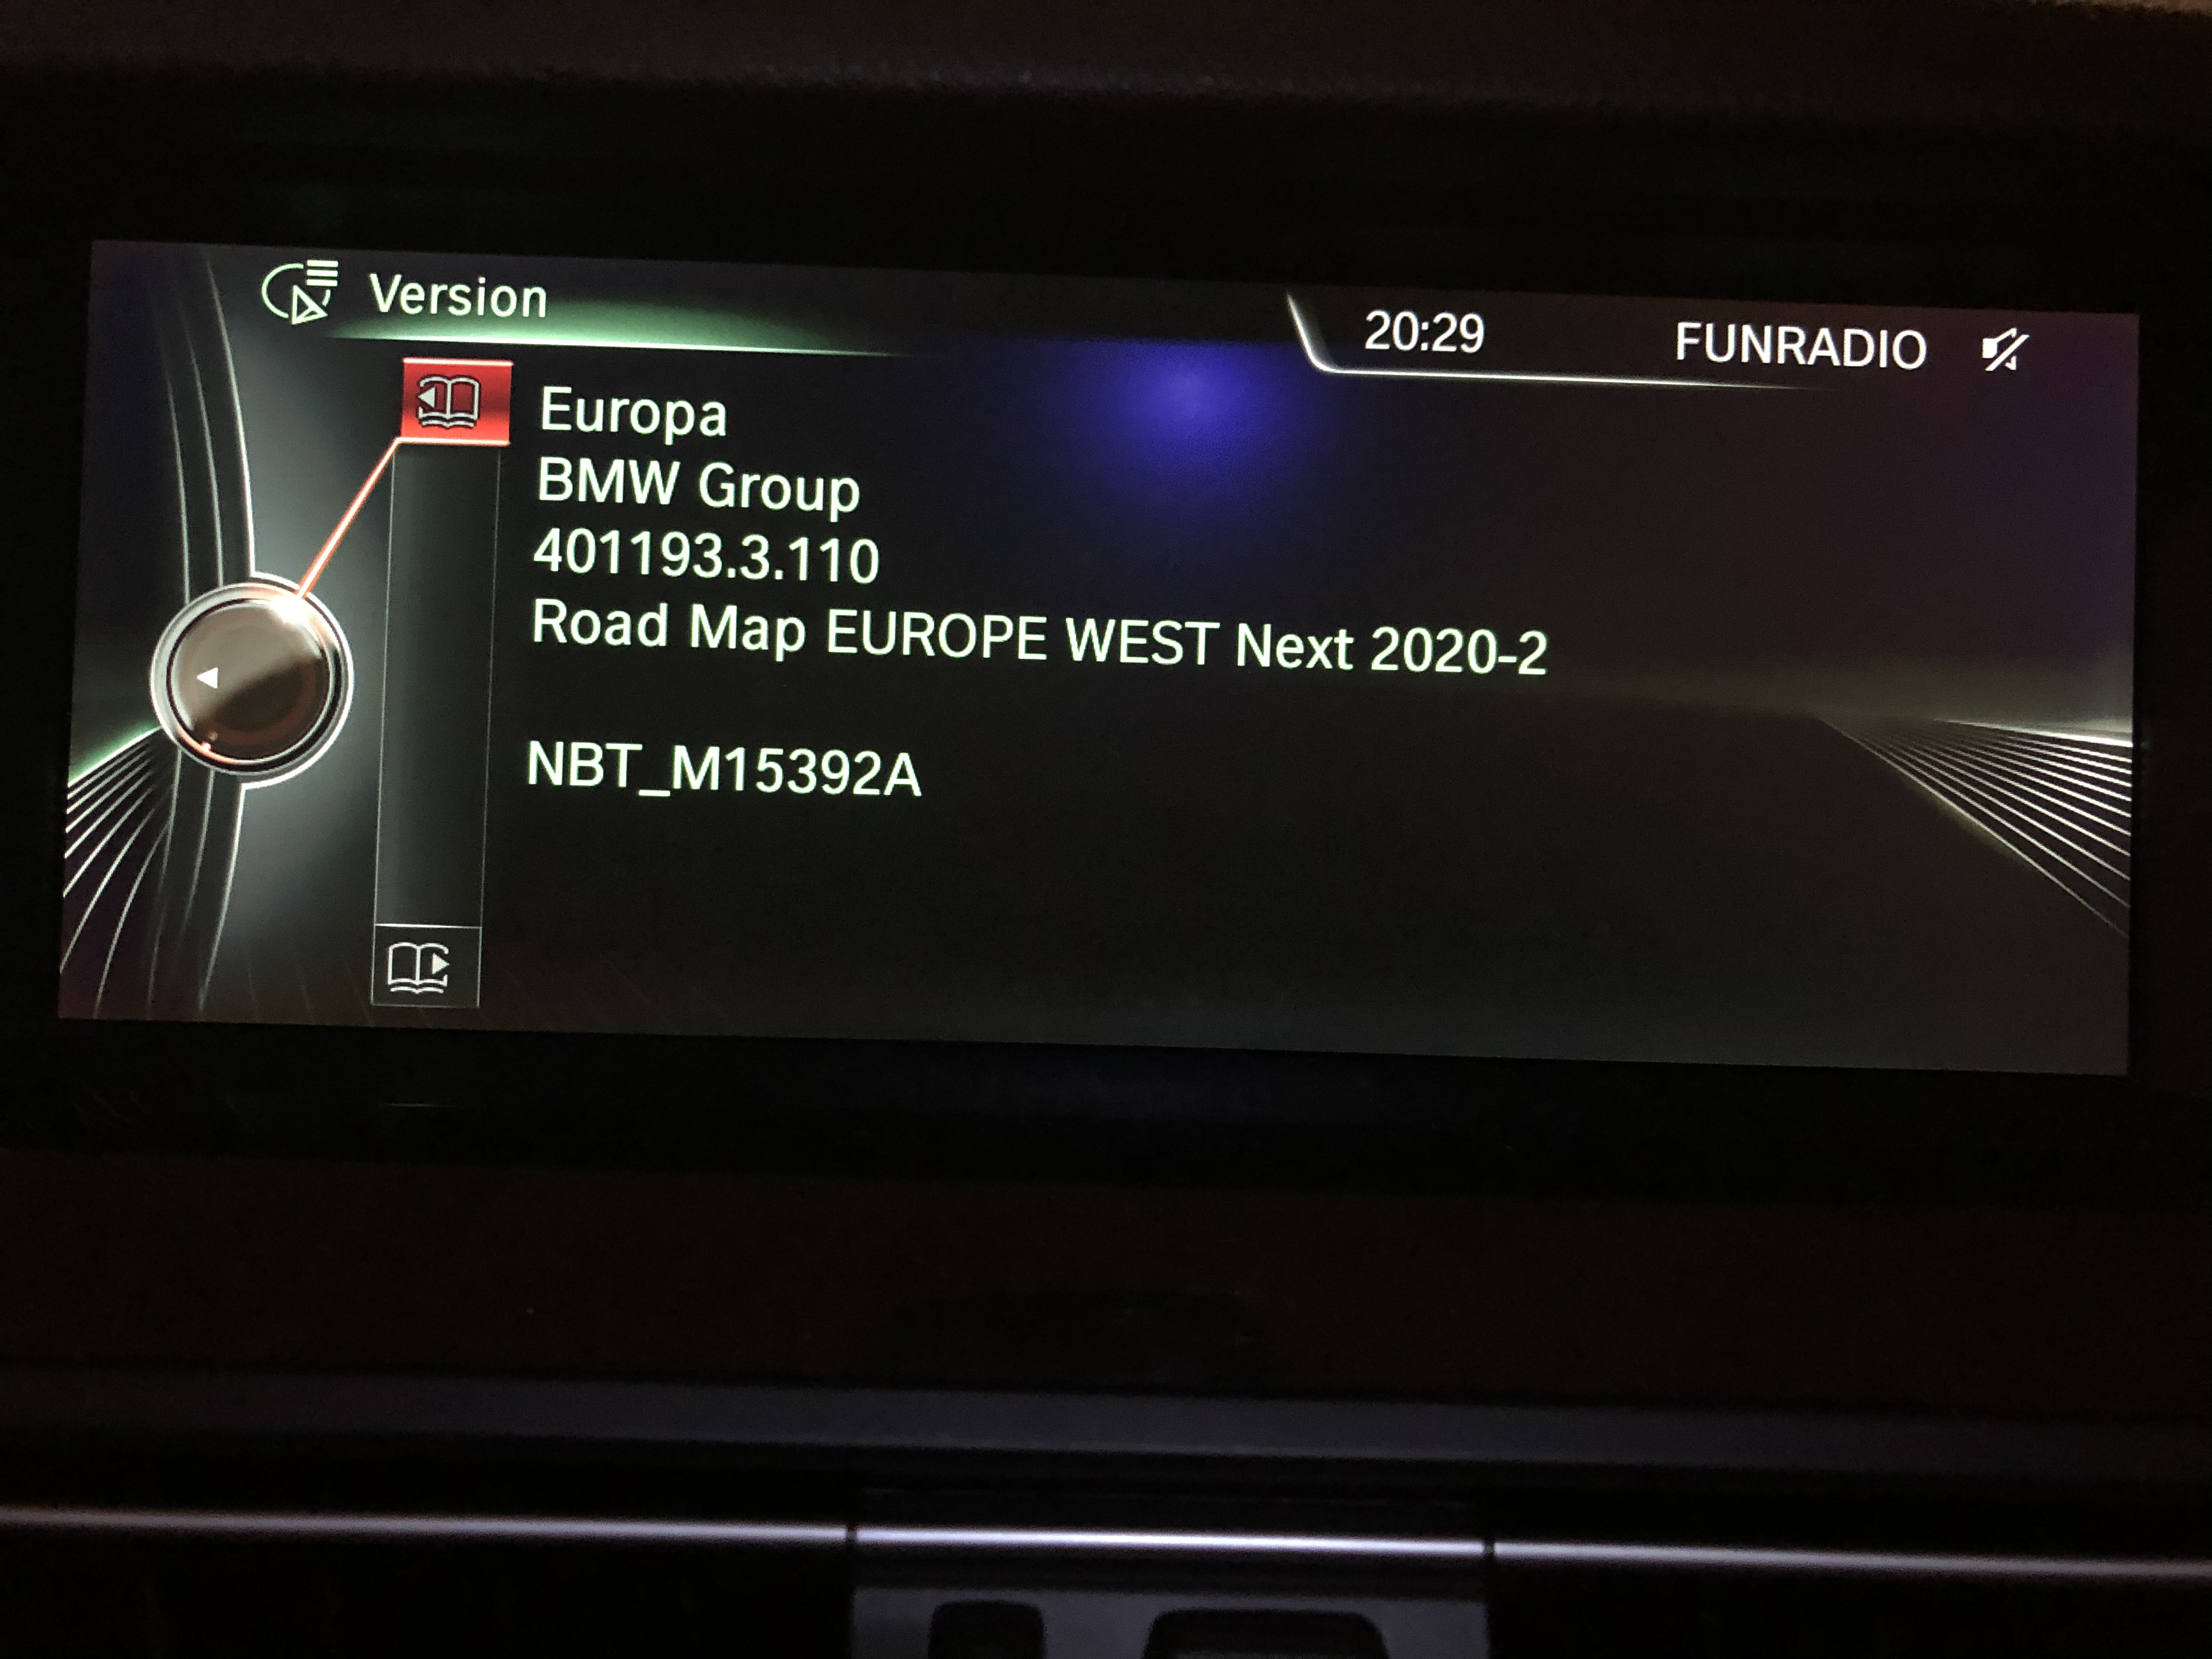 Version
20:29 FUNRADIO
Europa
BMW Group
401193.3.110
Road Map EUROPE WEST Next 2020-2
NBT_M15392A